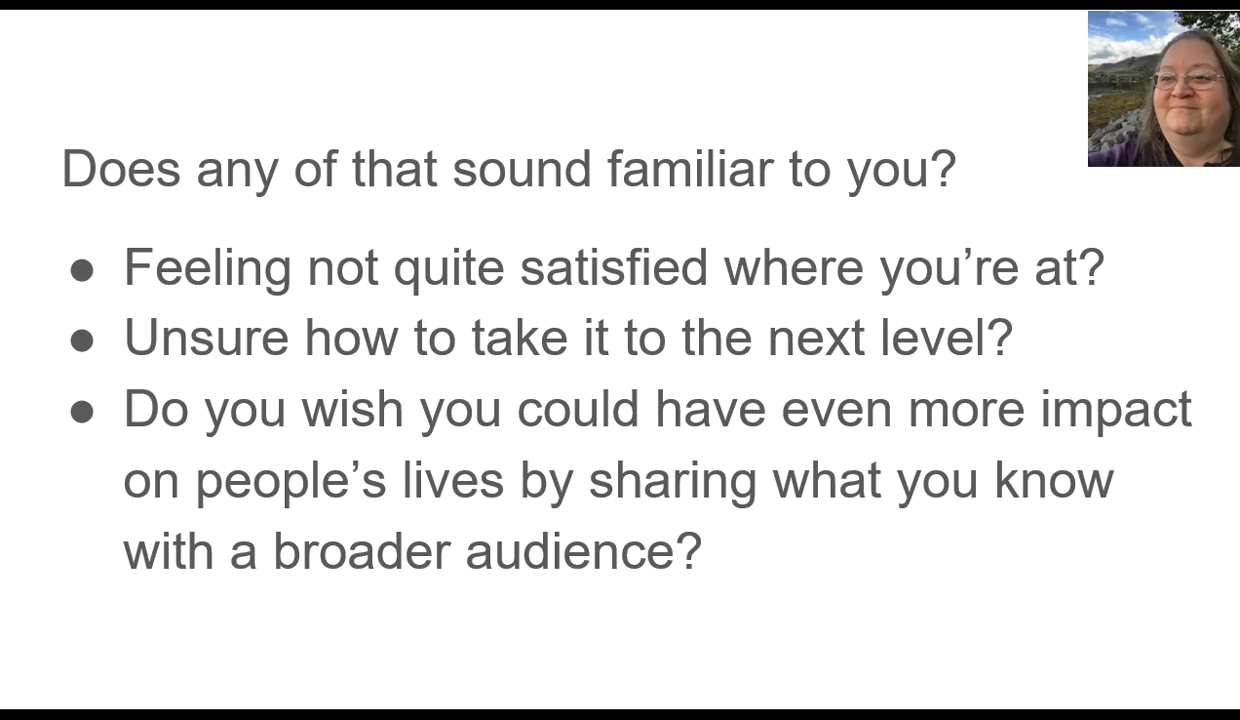 Does any of that sound familiar to you?
● Feeling not quite satisfied where you’re at?
● Unsure how to take it to the next level?
● Do you wish you could have even more impact
on people’s lives by sharing what you know
with a broader audience?